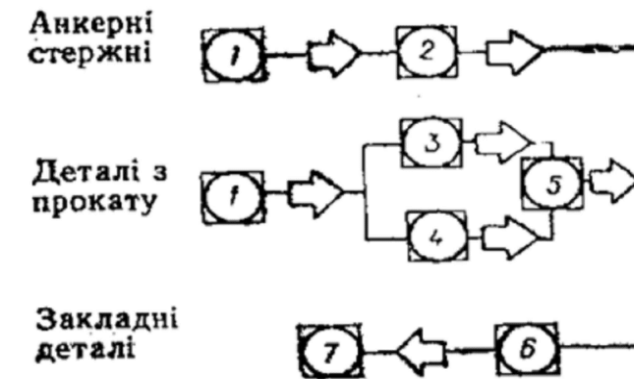 Анкерні
стержні
1
2
Деталі з
прокату
1
3
4
5
Закладні
деталі
7
6